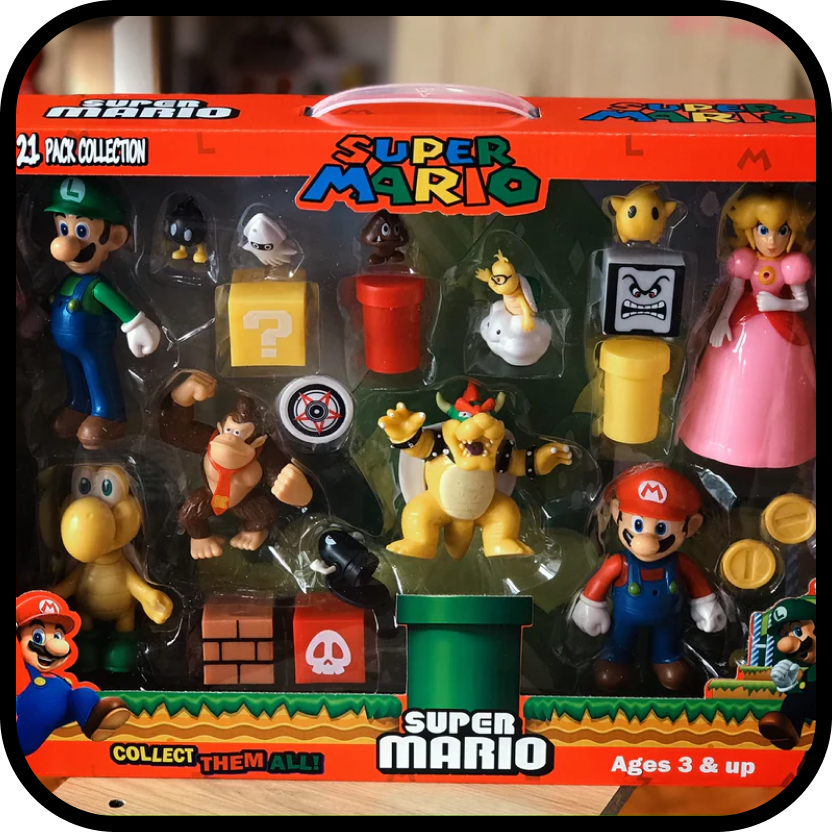 SUPER
MARIO
SUPER
MARIO
21 PACK COLLECTION
SUPER
MARIO
L
M
L
L
?
M
M
L
SUPER
MARIO
COLLECT THEM ALL!
Ages 3 & up